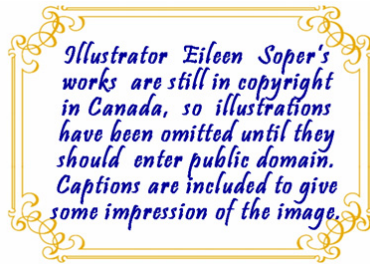 Illustrator Eileen Soper's
works are still in copyright
in Canada, so illustrations
have been omitted until they
should enter public domain.
Captions are included to give
some impression of the image.